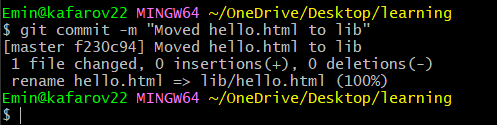 Emin@kafarov22 MINGW64 ~/OneDrive/Desktop/learning
$ git commit -m "Moved hello.html to lib"
[master f230c94] Moved hello.html to lib
 1 file changed, 0 insertions(+), 0 deletions(-)
 rename hello.html => lib/hello.html (100%)
Emin@kafarov22 MINGW64 ~/OneDrive/Desktop/learning
$